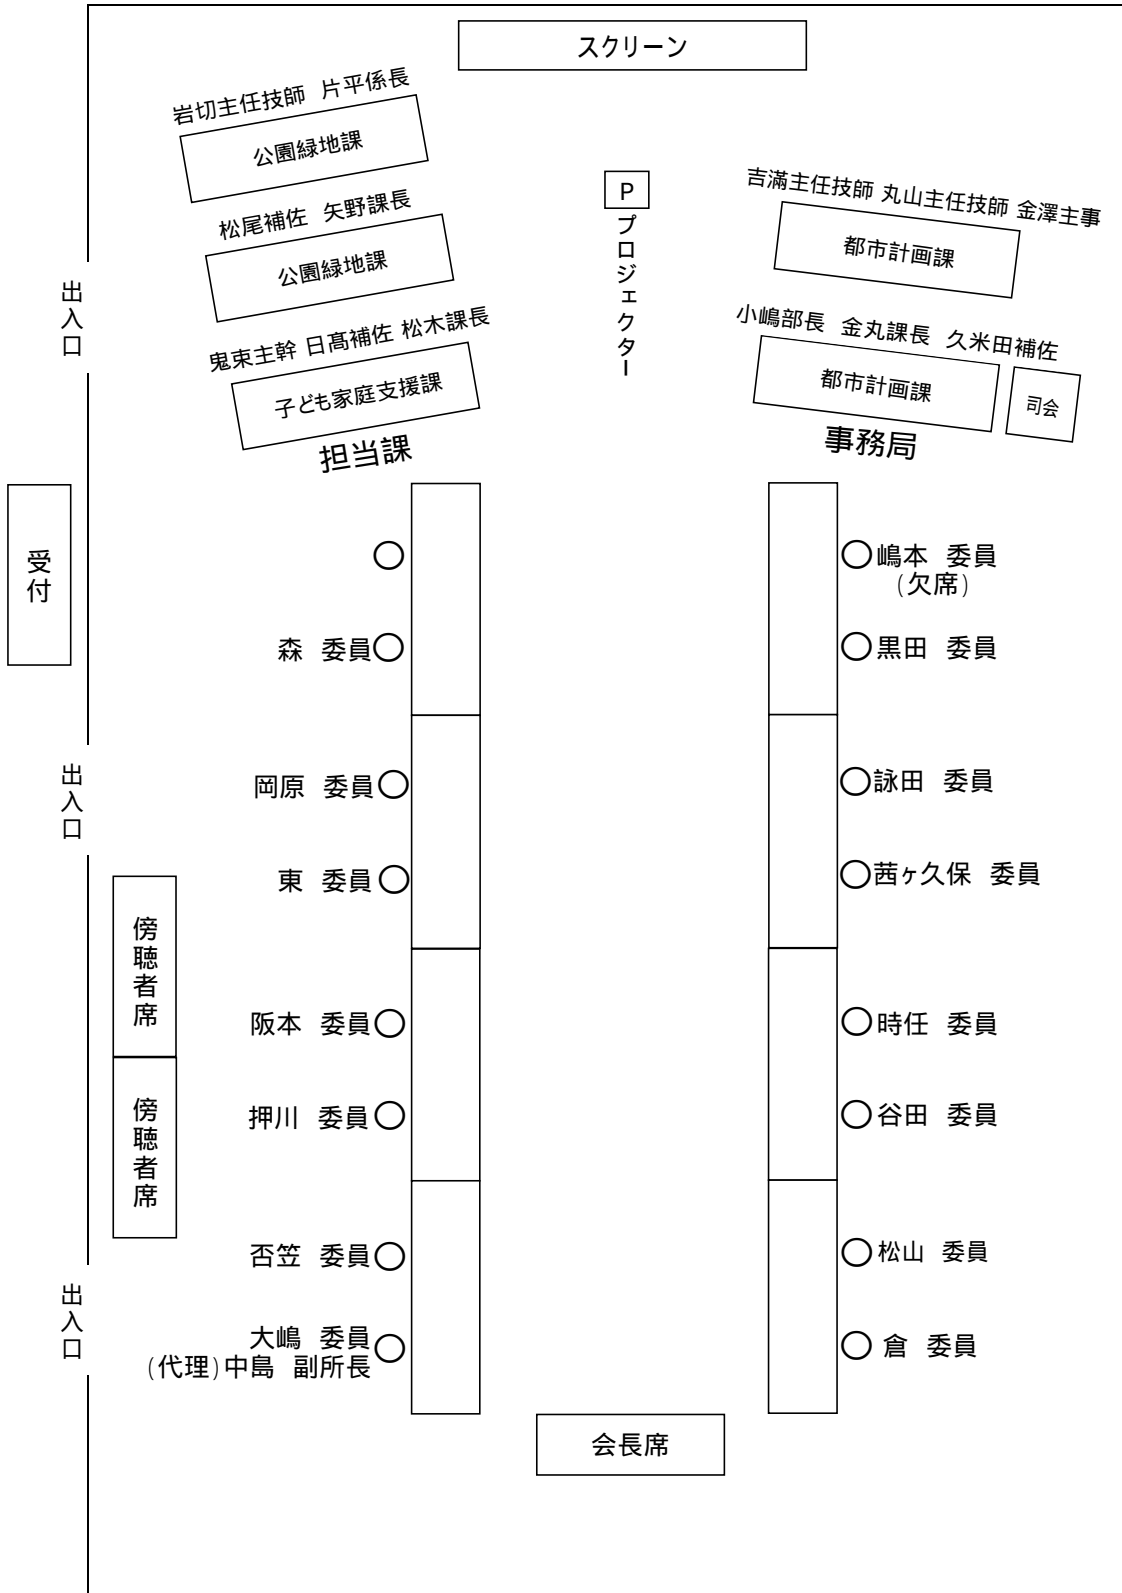 スクリーン
岩切主任技師 片平係長
公園緑地課
松尾補佐 矢野課長
公園緑地課
鬼束主幹 日髙補佐 松木課長
子ども家庭支援課
担当課
P
プロジェクター
吉満主任技師 丸山主任技師 金澤主事
都市計画課
小嶋部長 金丸課長 久米田補佐
都市計画課
司会
事務局
出入口
受付
出入口
傍聴者席
傍聴者席
出入口
森 委員
岡原 委員
東 委員
阪本 委員
押川 委員
否笠 委員
大嶋 委員
(代理)中島 副所長
嶋本 委員
(欠席)
黒田 委員
詠田 委員
茜ヶ久保 委員
時任 委員
谷田 委員
松山 委員
倉 委員
会長席